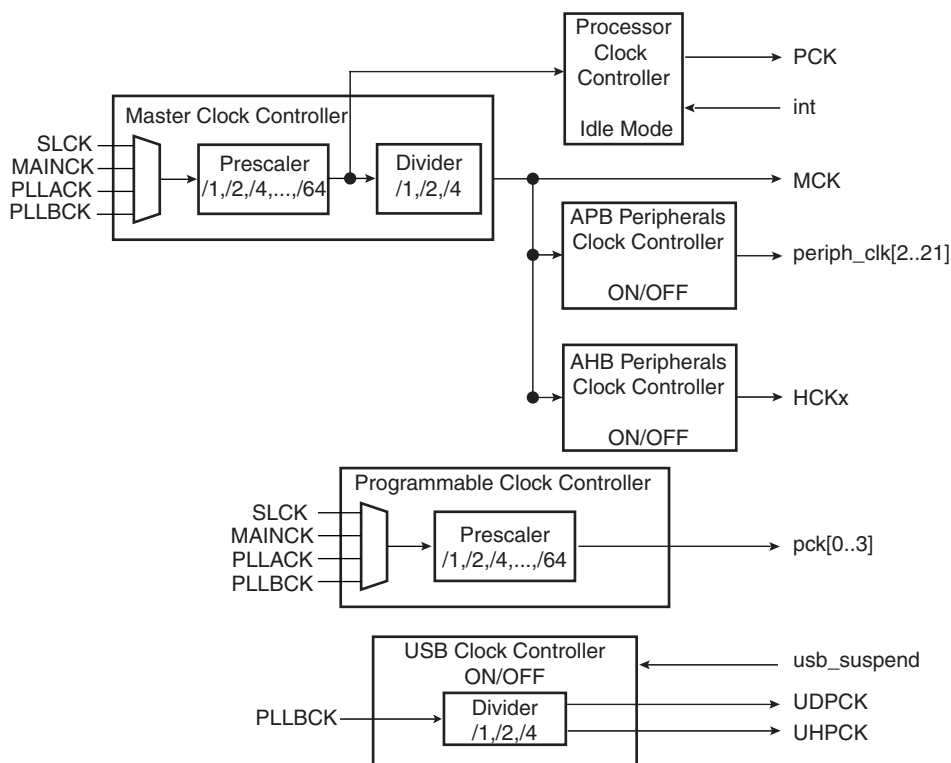 Processor
Clock
Controller
Idle Mode
PCK
int
Master Clock Controller
SLCK
MAINCK
PLLACK
PLLBCK
Prescaler
/1,/2,/4,...,/64
Divider
/1,/2,/4
MCK
APB Peripherals
Clock Controller
ON/OFF
periph_clk[2..21]
AHB Peripherals
Clock Controller
ON/OFF
HCKx
Programmable Clock Controller
SLCK
MAINCK
PLLACK
PLLBCK
Prescaler
/1,/2,/4,...,/64
pck[0..3]
USB Clock Controller
ON/OFF
usb_suspend
PLLBCK
Divider
/1,/2,/4
UDPCK
UHPCK